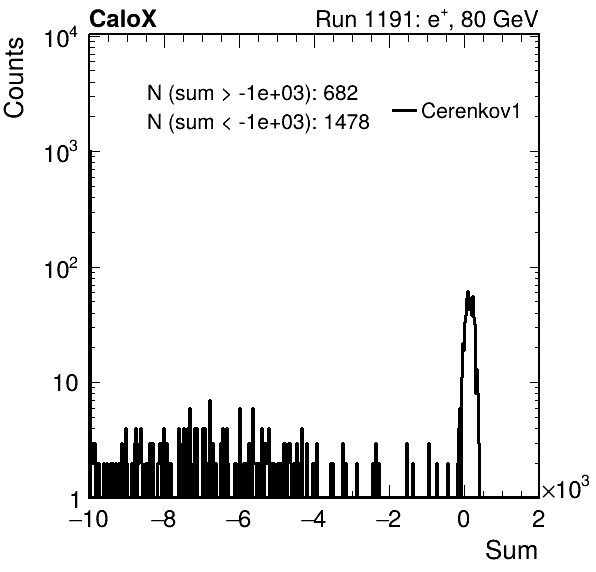 CaloX Run 1191: e⁺, 80 GeV
Counts
10⁴
10³
10²
10
1
N (sum > -1e+03): 682
N (sum < -1e+03): 1478
Cerenkov1
−10 −8 −6 −4 −2 0 2
×10³
Sum